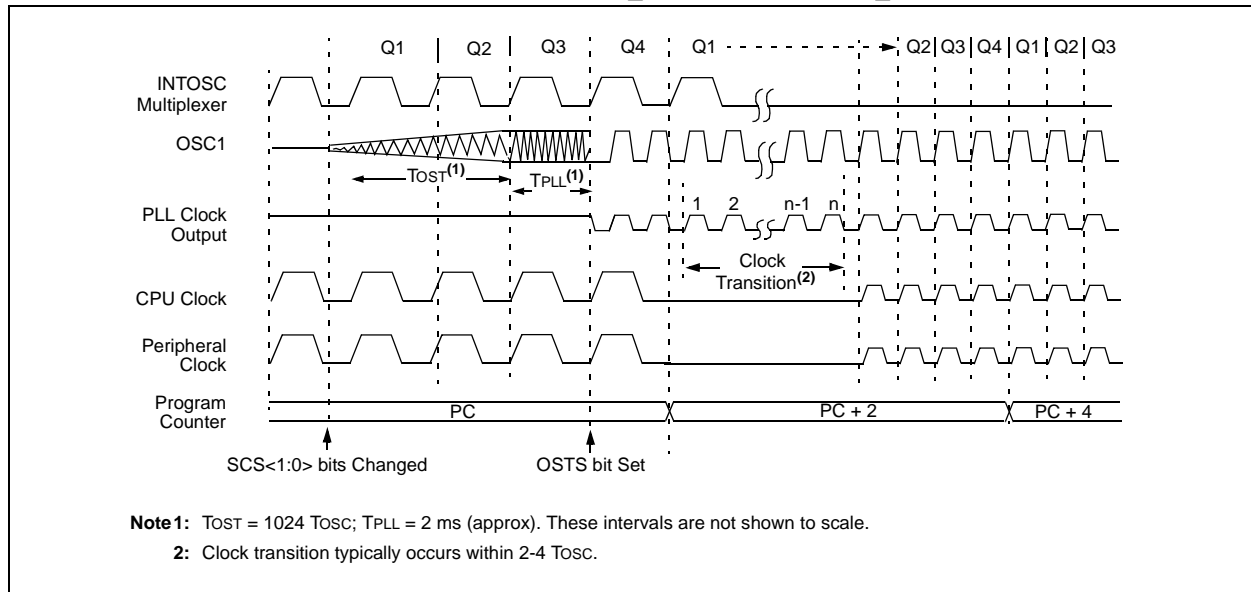 Q1 Q2 Q3 Q4 Q1 Q2 Q3 Q4 Q1 Q2 Q3
INTOSC
Multiplexer
OSC1
TOST(1)
TPLL(1)
PLL Clock
Output
1 2 n-1 n
Clock
Transition(2)
CPU Clock
Peripheral
Clock
Program
Counter
PC PC + 2 PC + 4
SCS<1:0> bits Changed
OSTS bit Set
Note 1: TOST = 1024 TOSC; TPLL = 2 ms (approx). These intervals are not shown to scale.
2: Clock transition typically occurs within 2-4 TOSC.